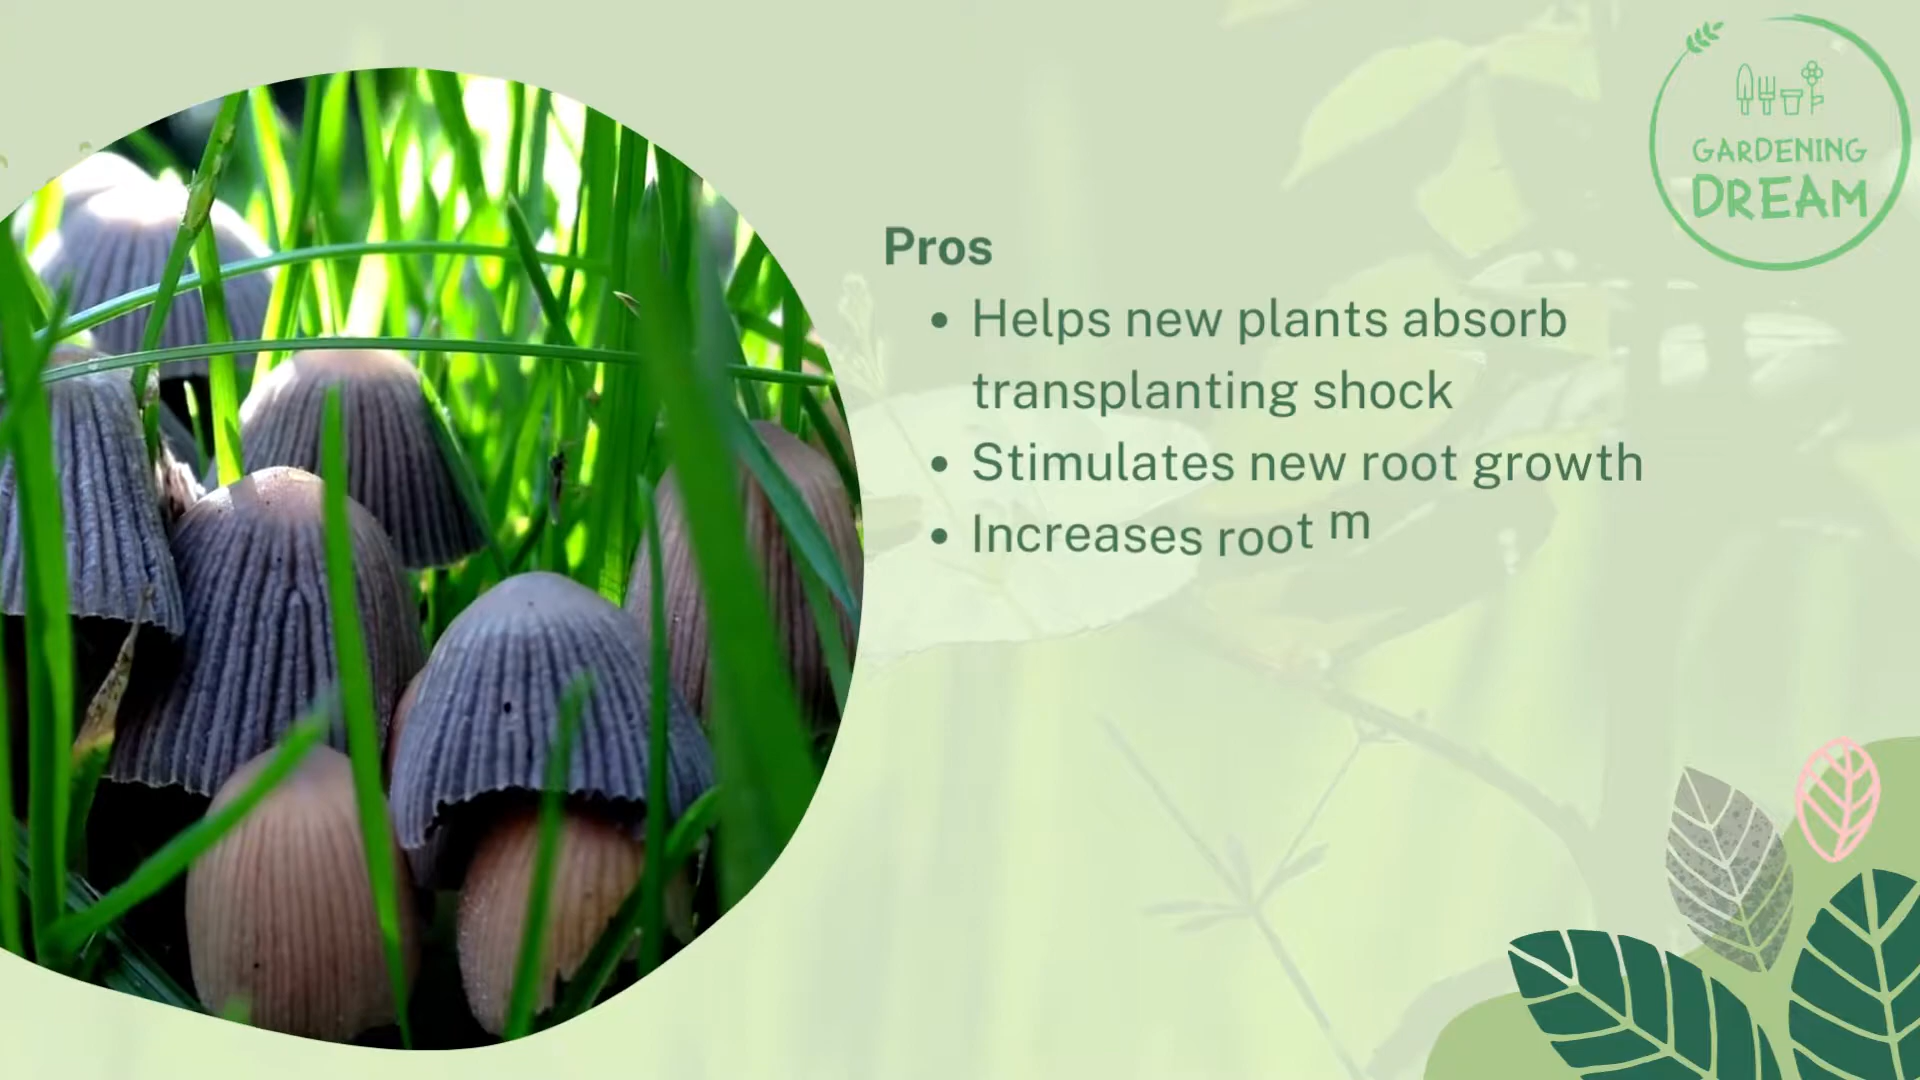 GARDENING
DREAM
Pros
• Helps new plants absorb
transplanting shock
• Stimulates new root growth
• Increases root m